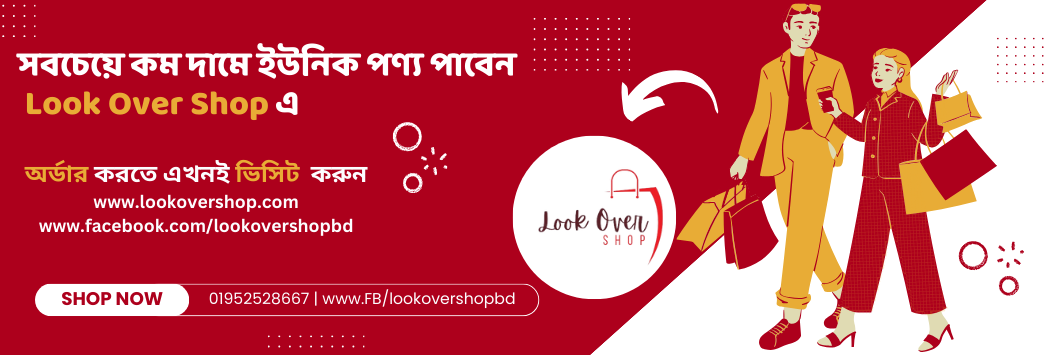 সবচেয়ে কম দামে ইউনিক পণ্য পাবেন
Look Over Shop এ
অর্ডার করতে এখনই ভিসিট করুন
www.lookovershop.com
www.facebook.com/lookovershopbd
SHOP NOW
01952528667 | www.FB/lookovershopbd
Look Over
SHOP